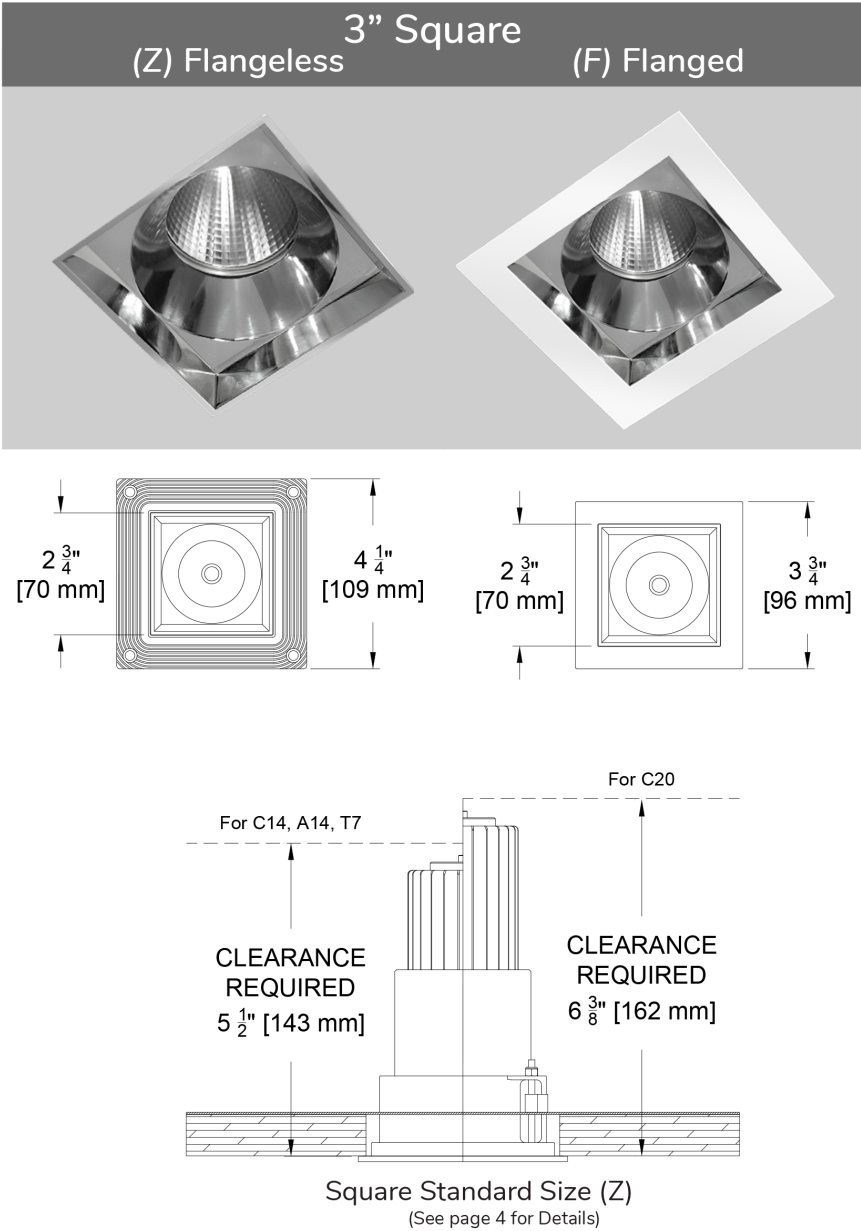 3” Square
(Z) Flangeless
(F) Flanged
2 3/4"
[70 mm]
4 1/4"
[109 mm]
2 3/4"
[70 mm]
3 3/4"
[96 mm]
For C20
For C14, A14, T7
CLEARANCE
REQUIRED
5 1/2" [143 mm]
CLEARANCE
REQUIRED
6 3/8" [162 mm]
Square Standard Size (Z)
(See page 4 for Details)